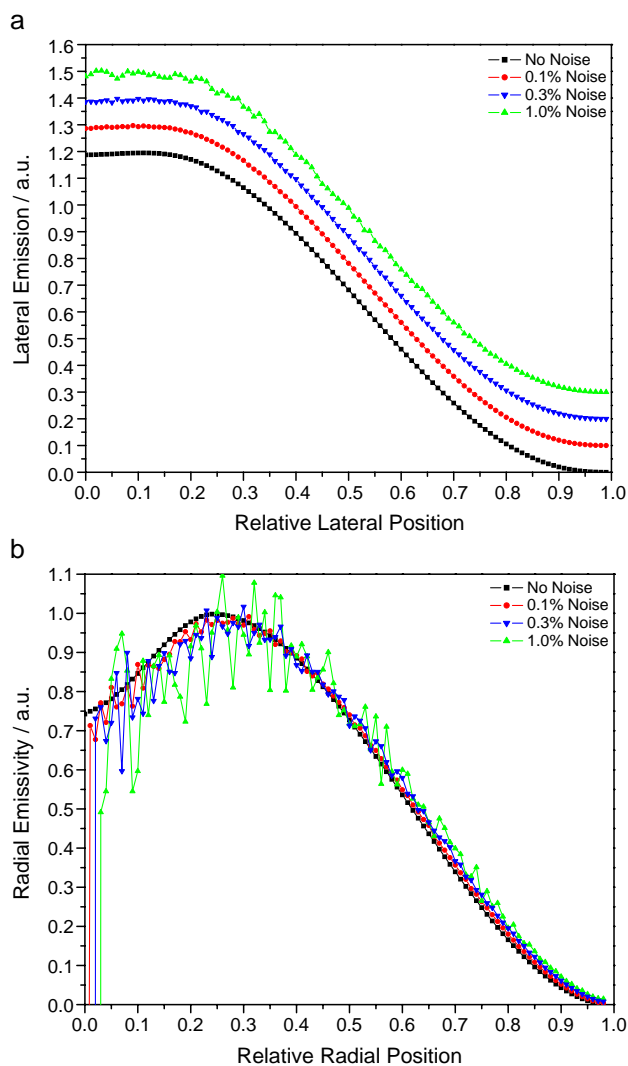 a
1.6
1.5
1.4
1.3
1.2
1.1
1.0
0.9
0.8
0.7
0.6
0.5
0.4
0.3
0.2
0.1
0.0
Lateral Emission / a.u.
No Noise
0.1% Noise
0.3% Noise
1.0% Noise
0.0 0.1 0.2 0.3 0.4 0.5 0.6 0.7 0.8 0.9 1.0
Relative Lateral Position
b
1.1
1.0
0.9
0.8
0.7
0.6
0.5
0.4
0.3
0.2
0.1
0.0
Radial Emissivity / a.u.
No Noise
0.1% Noise
0.3% Noise
1.0% Noise
0.0 0.1 0.2 0.3 0.4 0.5 0.6 0.7 0.8 0.9 1.0
Relative Radial Position